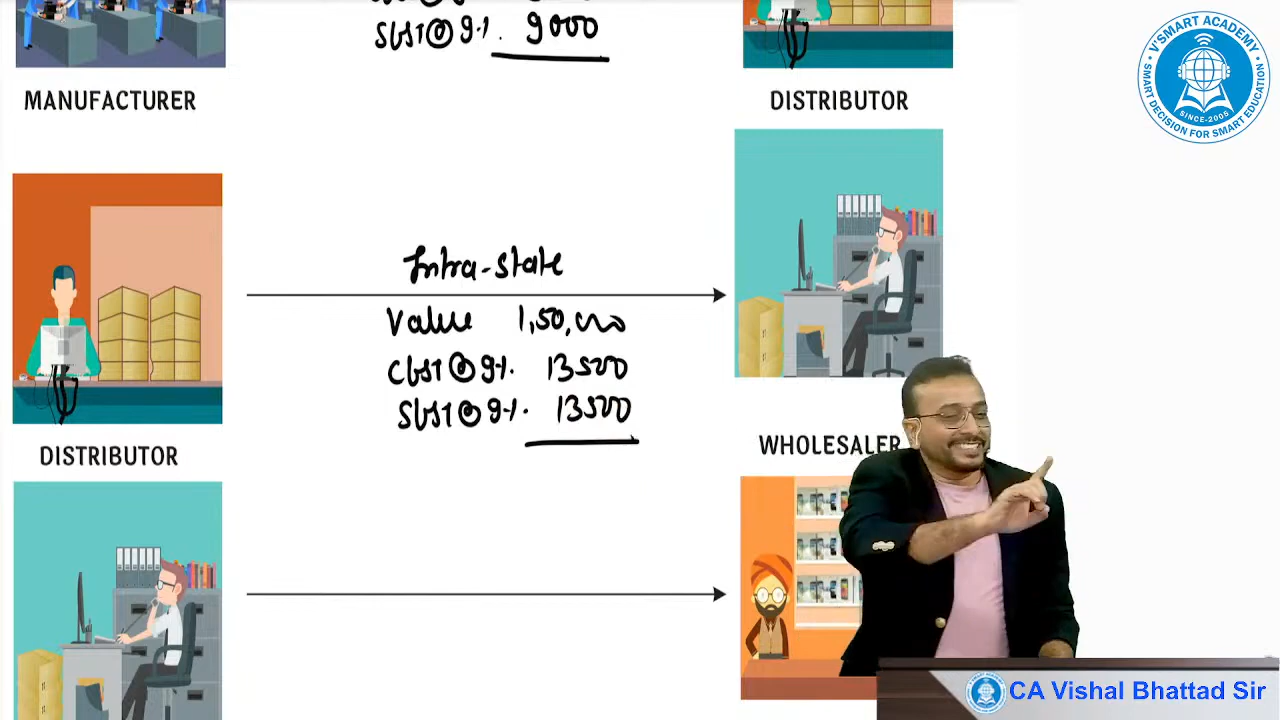 SGST@9%. 9000
V'SMART ACADEMY
SMART DECISION FOR SMART EDUCATION
SINCE-2006
MANUFACTURER
DISTRIBUTOR
Intra-state
Value 1,50,000
CGST@9%. 13500
SGST@9%. 13500
DISTRIBUTOR
WHOLESALER
CA Vishal Bhattad Sir